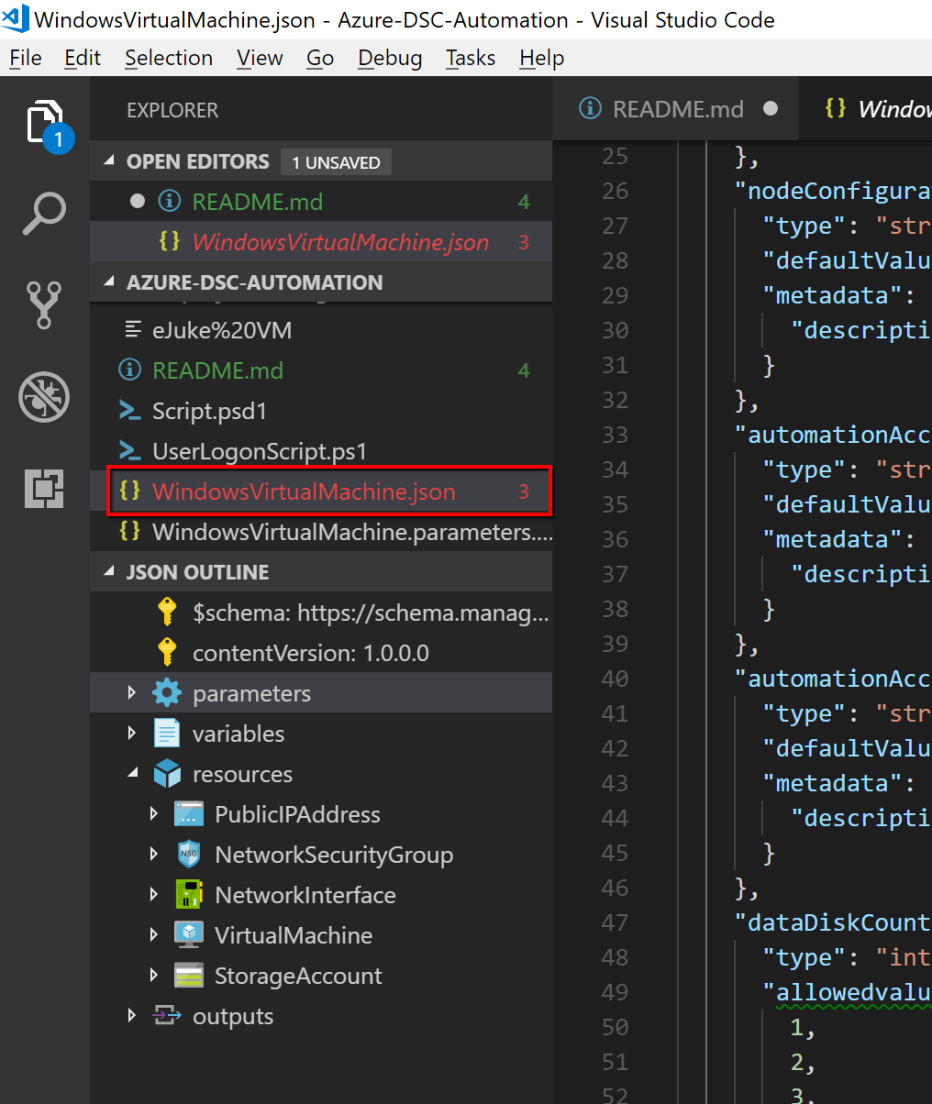 WindowsVirtualMachine.json - Azure-DSC-Automation - Visual Studio Code
File Edit Selection View Go Debug Tasks Help
1
EXPLORER
OPEN EDITORS 1 UNSAVED
README.md 4
{} WindowsVirtualMachine.json 3
AZURE-DSC-AUTOMATION
eJuke%20VM
README.md 4
Script.psd1
UserLogonScript.ps1
{} WindowsVirtualMachine.json 3
{} WindowsVirtualMachine.parameters....
JSON OUTLINE
$schema: https://schema.manag...
contentVersion: 1.0.0.0
parameters
variables
resources
PublicIPAddress
NSG NetworkSecurityGroup
NetworkInterface
VirtualMachine
StorageAccount
outputs
README.md {} Window
25 },
26 "nodeConfigura
27 "type": "str
28 "defaultValu
29 "metadata":
30 "descripti
31 }
32 },
33 "automationAcc
34 "type": "str
35 "defaultValu
36 "metadata":
37 "descripti
38 }
39 },
40 "automationAcc
41 "type": "str
42 "defaultValu
43 "metadata":
44 "descripti
45 }
46 },
47 "dataDiskCount
48 "type": "int
49 "allowedvalu
50 1,
51 2,
52 3,